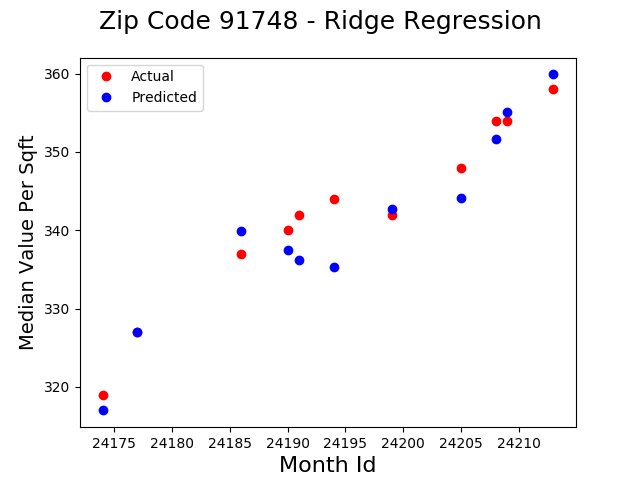 Zip Code 91748 - Ridge Regression
Actual
Predicted
Median Value Per Sqft
360
350
340
330
320
24175 24180 24185 24190 24195 24200 24205 24210
Month Id